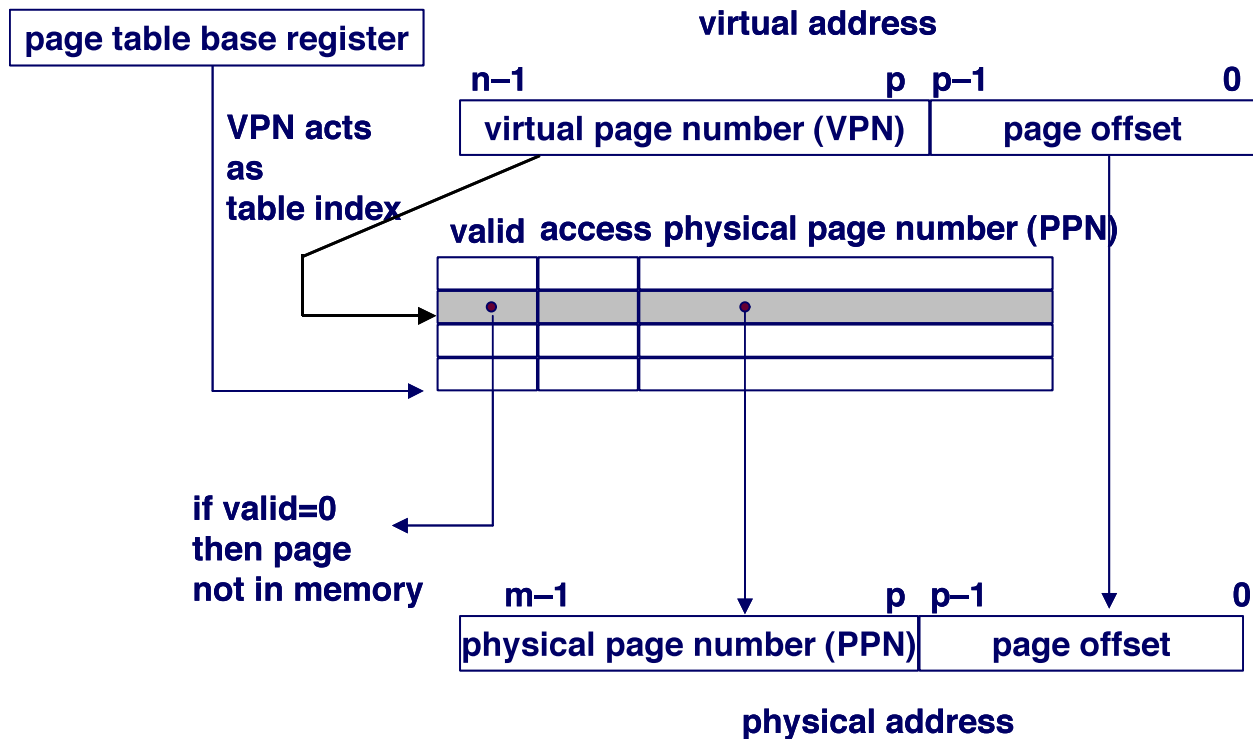 page table base register
virtual address
n–1 p p–1 0
virtual page number (VPN) page offset
VPN acts
as
table index
valid access physical page number (PPN)
if valid=0
then page
not in memory
m–1 p p–1 0
physical page number (PPN) page offset
physical address